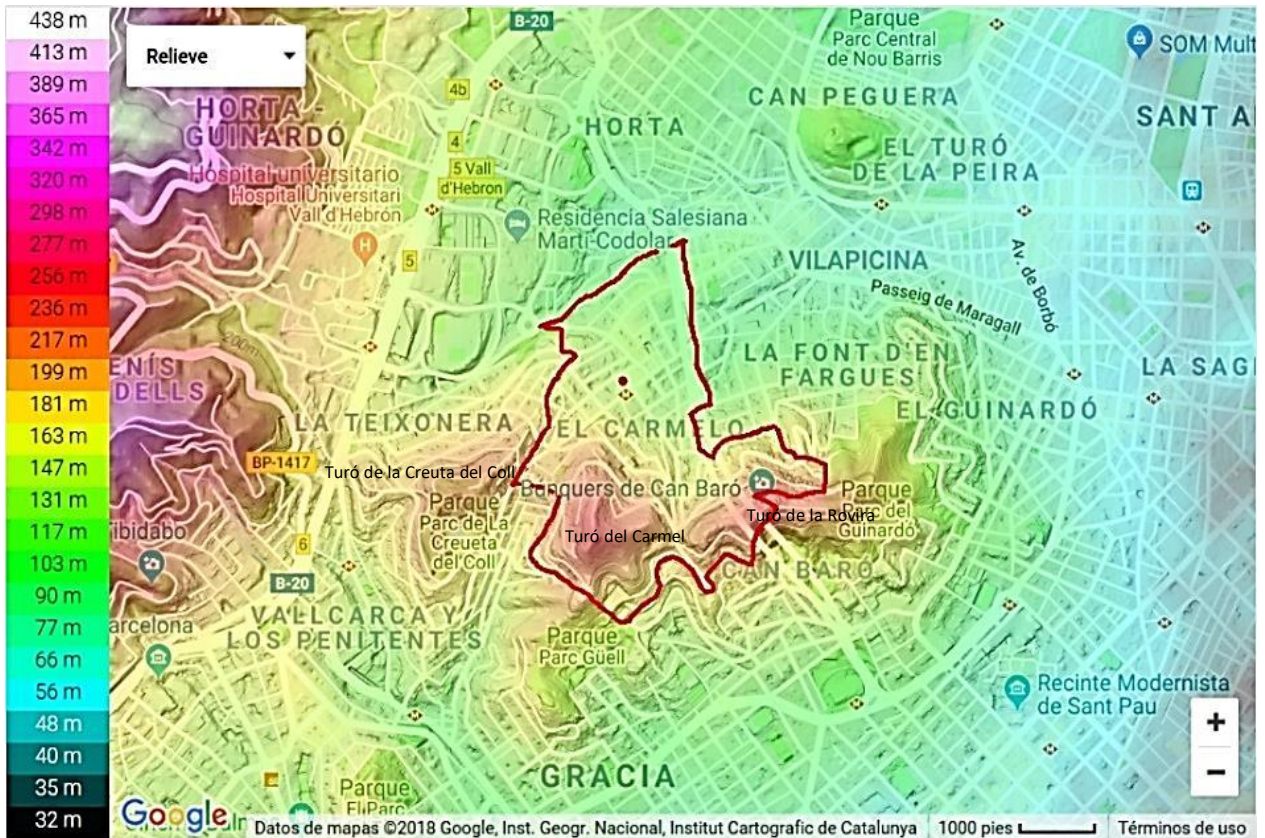 438 m
413 m
389 m
365 m
342 m
320 m
298 m
277 m
256 m
236 m
217 m
199 m
181 m
163 m
147 m
131 m
117 m
103 m
90 m
77 m
66 m
56 m
48 m
40 m
35 m
32 m
Relieve
B-20
Parque
Parc Central
de Nou Barris
SOM Mult
4b
HORTA -
GUINARDÓ
CAN PEGUERA
SANT A
HORTA
4
EL TURÓ
DE LA PEIRA
5 Vall
d'Hebron
Hospital universitario
Hospital Universitari
Vall d'Hebrón
Residencia Salesiana
Martí-Codolar
5
VILAPICINA
Av. de Borbó
Passeig de Maragall
200m
ENÍS
DELLS
LA FONT D'EN
FARGUES
LA SAG
EL GUINARDÓ
LA TEIXONERA
EL CARMELO
BP-1417
Turó de la Creuta del Coll
Búnquers de Can Baró
Parque
Parc de La
Creueta
del Coll
Turó del Carmel
Turó de la Rovira
Parque
Parc del
Guinardó
ibidabo
6
CAN BARÓ
B-20
VALLCARCA Y
LOS PENITENTES
arcelona
Parque
Parc Güell
Recinte Modernista
de Sant Pau
+
−
GRACIA
Parque
El Parc
Google
Datos de mapas ©2018 Google, Inst. Geogr. Nacional, Institut Cartografic de Catalunya
1000 pies
Términos de uso